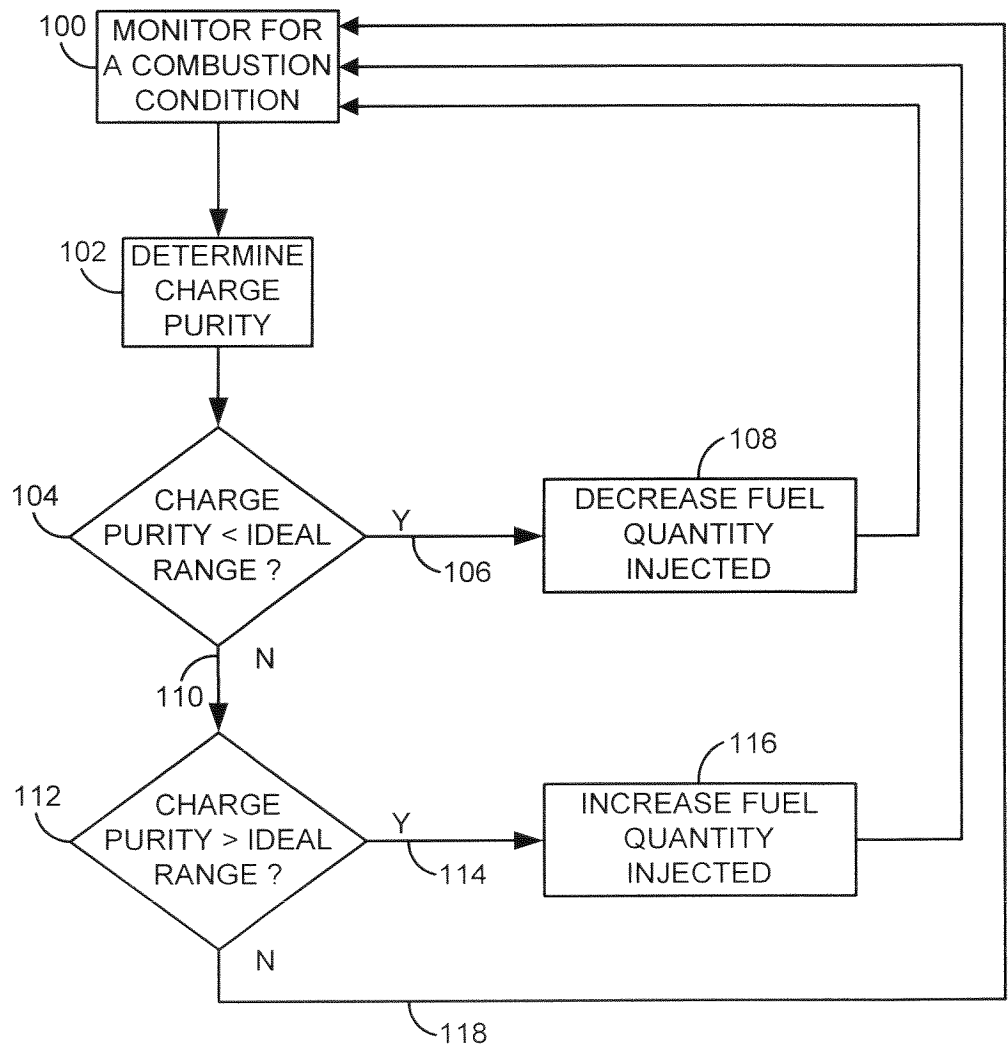 100
MONITOR FOR
A COMBUSTION
CONDITION
102
DETERMINE
CHARGE
PURITY
104
CHARGE
PURITY < IDEAL
RANGE ?
Y
106
108
DECREASE FUEL
QUANTITY
INJECTED
N
110
112
CHARGE
PURITY > IDEAL
RANGE ?
Y
114
116
INCREASE FUEL
QUANTITY
INJECTED
N
118